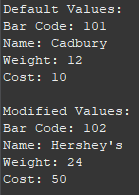 Default Values:
Bar Code: 101
Name: Cadbury
Weight: 12
Cost: 10
Modified Values:
Bar Code: 102
Name: Hershey's
Weight: 24
Cost: 50